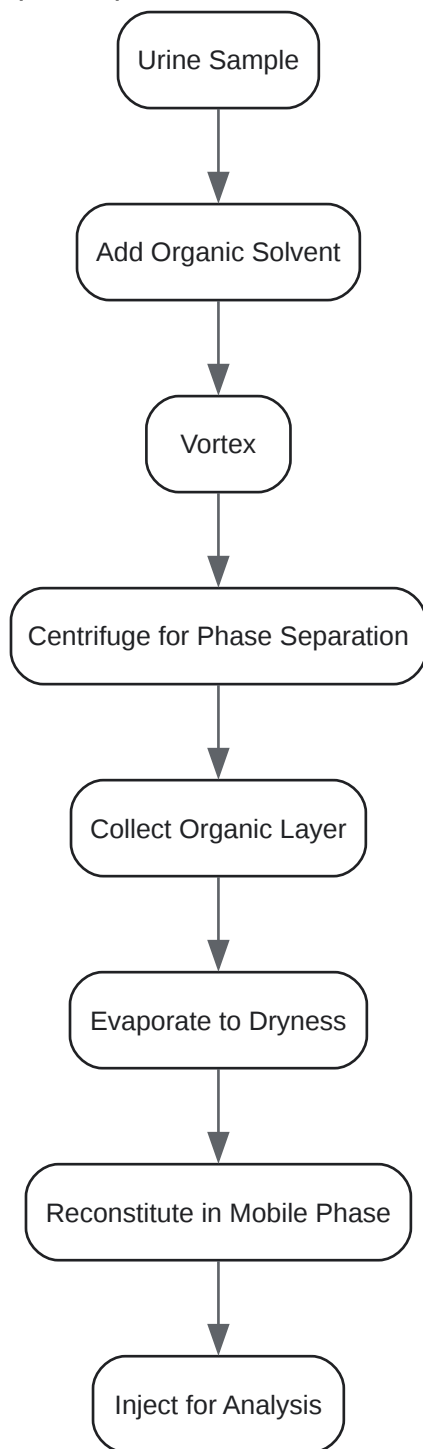 Urine Sample
Add Organic Solvent
Vortex
Centrifuge for Phase Separation
Collect Organic Layer
Evaporate to Dryness
Reconstitute in Mobile Phase
Inject for Analysis